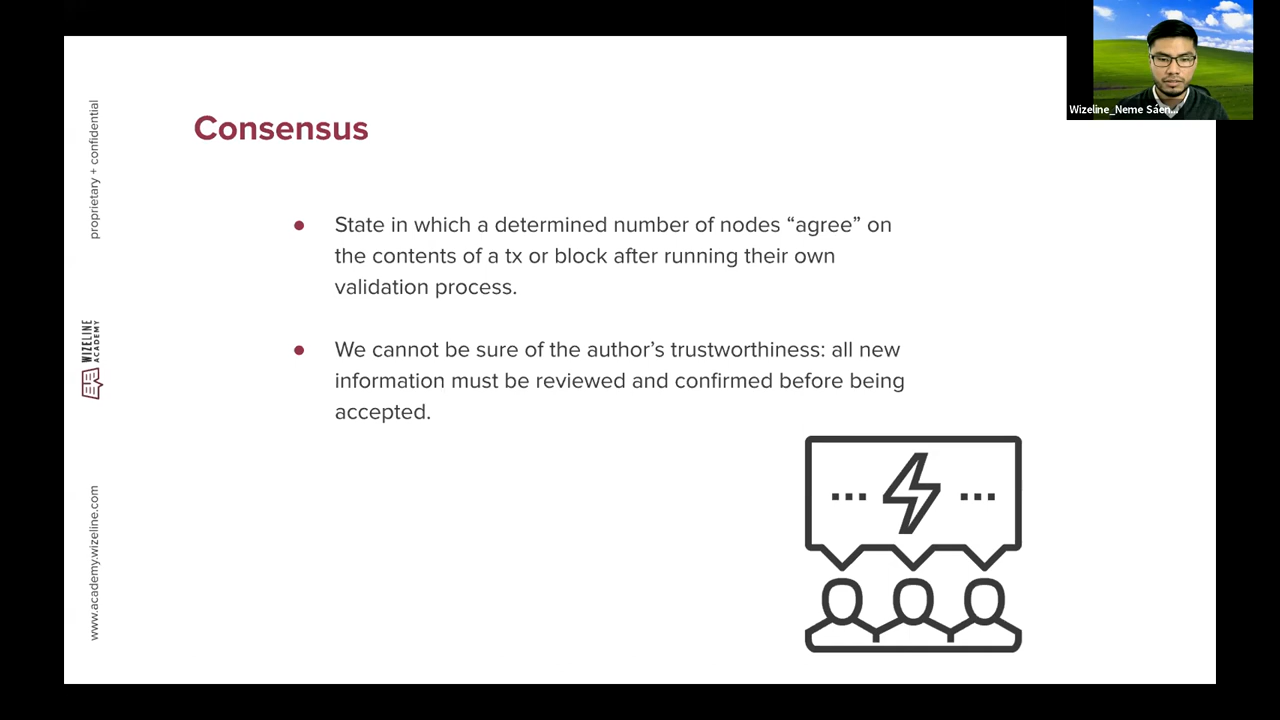 Wizeline_Neme Sáen...
proprietary + confidential
Consensus
● State in which a determined number of nodes “agree” on
the contents of a tx or block after running their own
validation process.
● We cannot be sure of the author’s trustworthiness: all new
information must be reviewed and confirmed before being
accepted.
WIZELINE
ACADEMY
www.academy.wizeline.com
... ...